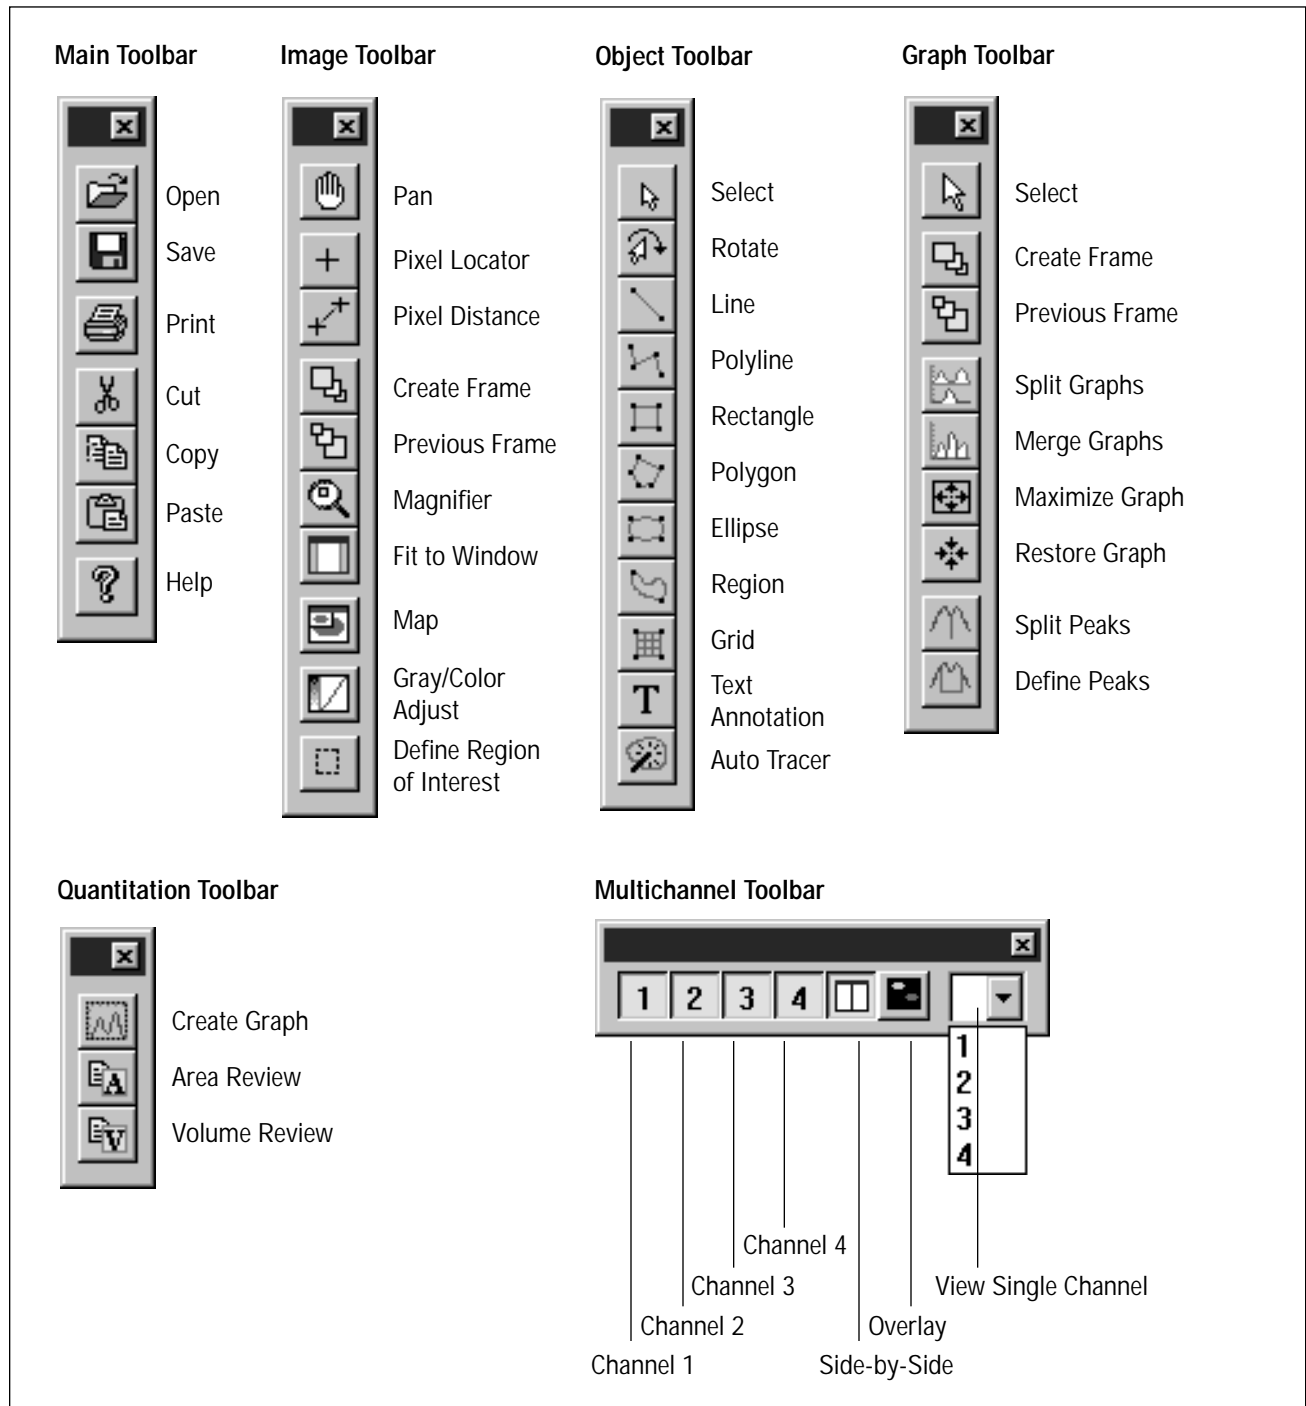 Main Toolbar
Open
Save
Print
Cut
Copy
Paste
Help
Image Toolbar
Pan
Pixel Locator
Pixel Distance
Create Frame
Previous Frame
Magnifier
Fit to Window
Map
Gray/Color
Adjust
Define Region
of Interest
Object Toolbar
Select
Rotate
Line
Polyline
Rectangle
Polygon
Ellipse
Region
Grid
T
Text
Annotation
Auto Tracer
Graph Toolbar
Select
Create Frame
Previous Frame
Split Graphs
Merge Graphs
Maximize Graph
Restore Graph
Split Peaks
Define Peaks
Quantitation Toolbar
Create Graph
A
Area Review
V
Volume Review
Multichannel Toolbar
1 2 3 4
1
2
3
4
Channel 4
Channel 3
View Single Channel
Channel 2
Overlay
Channel 1
Side-by-Side